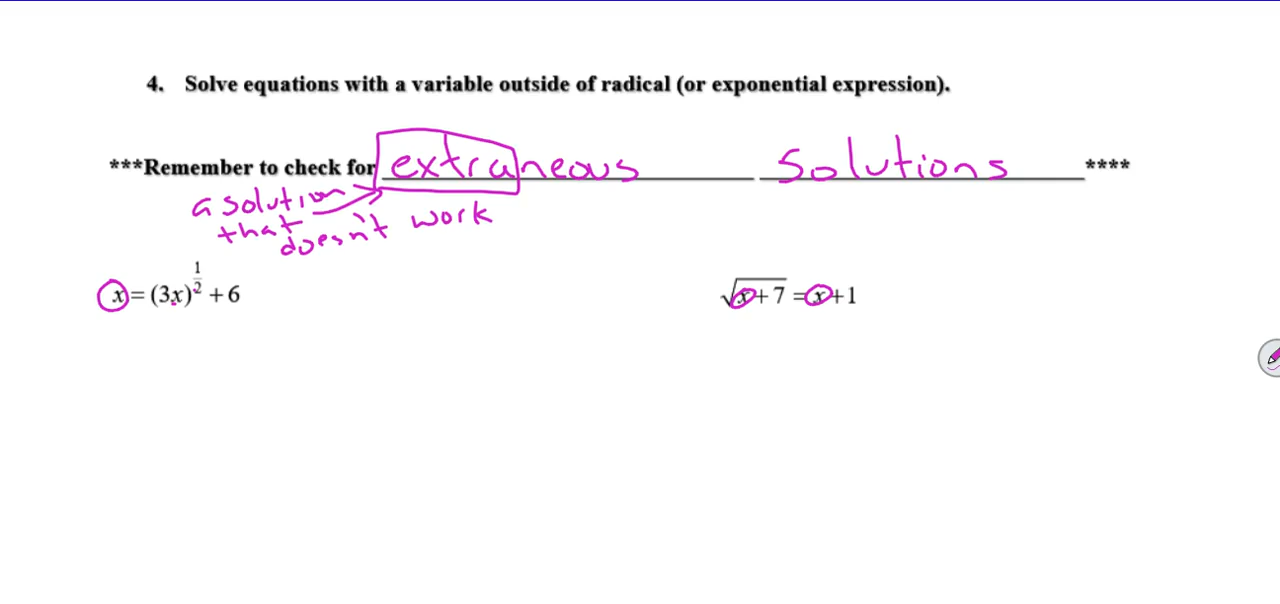 4. Solve equations with a variable outside of radical (or exponential expression).
***Remember to check for extraneous solutions ****
a solution
that doesn't work
x = (3x)^{1/2} + 6
√(x+7) = x+1